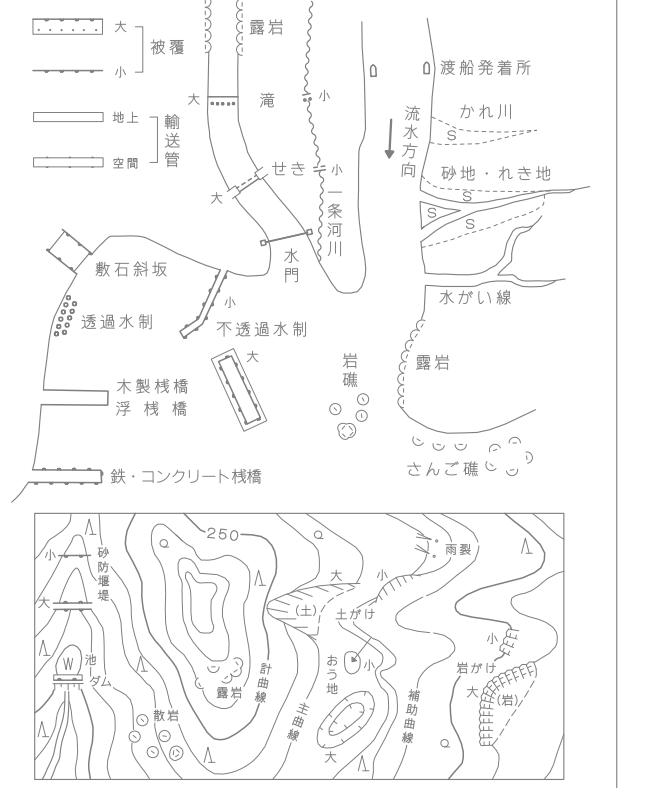 大
被覆
小
地上
輸送管
空間
露岩
大
滝
小
せき
小
大
一条河川
水門
渡船発着所
流水方向
かれ川
S
砂地・れき地
S
S
S
水がい線
敷石斜坂
透過水制
小
不透過水制
大
木製桟橋
浮桟橋
鉄・コンクリート桟橋
岩礁
露岩
さんご礁
250
小
砂防堰堤
大
W
池
ダム
散岩
露岩
計曲線
主曲線
大
小
(土)
土がけ
雨裂
おう地
小
大
補助曲線
小
岩がけ
大
(岩)